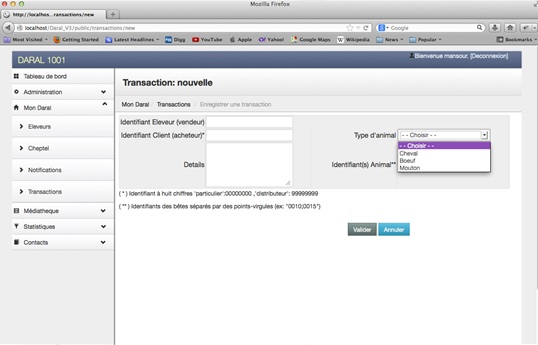 Mozilla Firefox
http://localhos...ransactions/new
localhost/Daral_V3/public/transactions/new
Google
Most Visited
Getting Started
Latest Headlines
Digg
YouTube
Apple
Yahoo!
Google Maps
Wikipedia
News
Popular
Bookmarks
DARAL 1001
Bienvenue mansour. [Deconnexion]
Tableau de bord
Administration
Mon Daral
Eleveurs
Cheptel
Notifications
Transactions
Médiatheque
Statistiques
Contacts
Transaction: nouvelle
Mon Daral / Transactions / Enregistrer une transaction
Identifiant Eleveur (vendeur)
Identifiant Client (acheteur)*
Type d'animal
- - Choisir - -
- - Choisir - -
Cheval
Boeuf
Mouton
Details
Identifiant(s) Animal**
( * ) Identifiant à huit chiffres 'particulier':00000000 ,'distributeur': 99999999
( ** ) Identifiants des bêtes séparés par des points-virgules (ex: "0010;0015")
Valider
Annuler